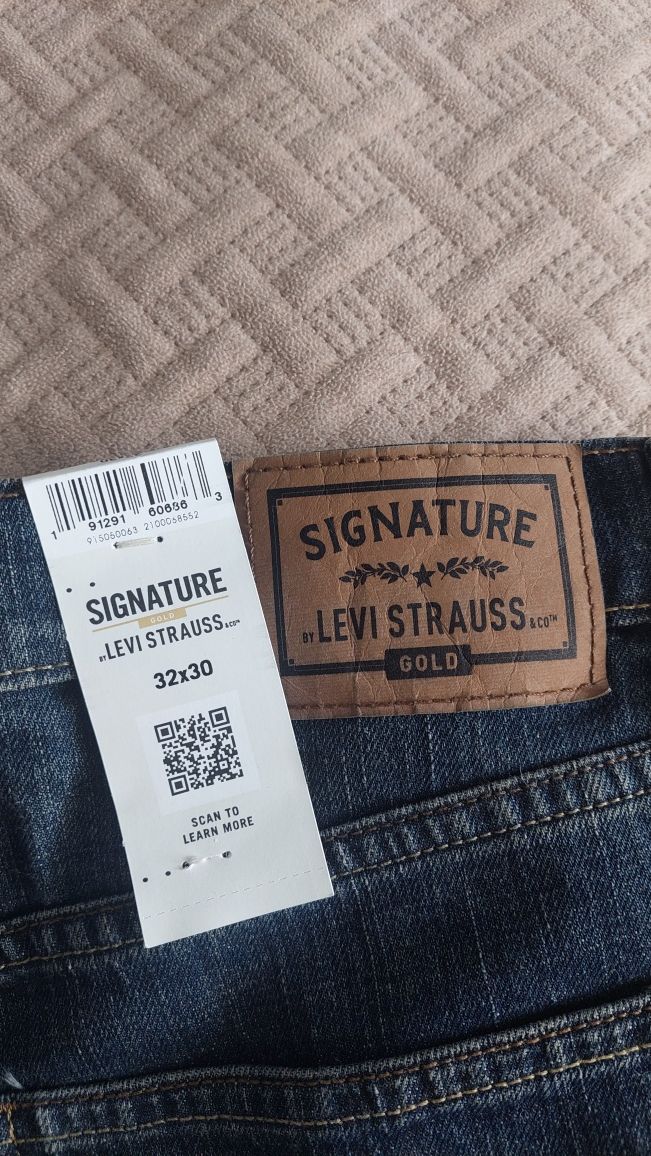 1 91291 60686 3
915050063 2100068552
SIGNATURE
GOLD
BY LEVI STRAUSS & CO™
32x30
SCAN TO
LEARN MORE
SIGNATURE
BY LEVI STRAUSS & CO™
GOLD